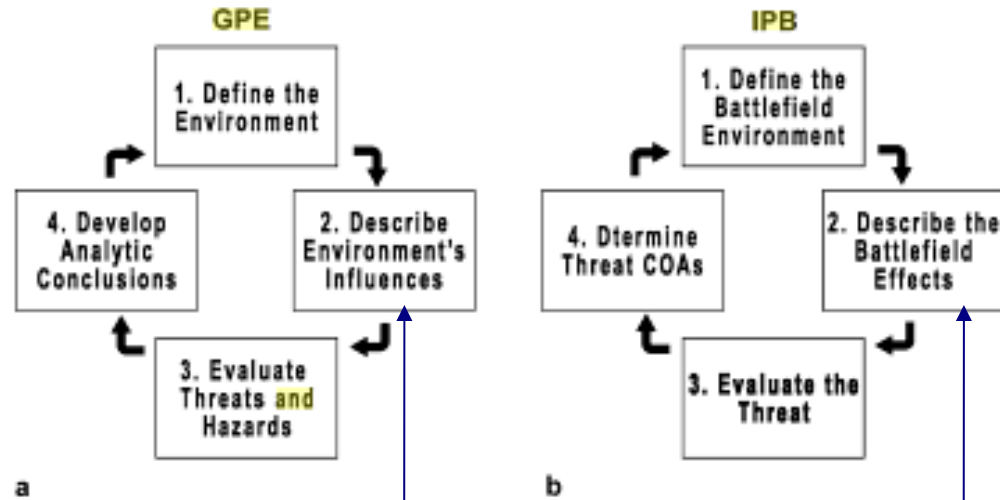 GPE
1. Define the
Environment
2. Describe
Environment's
Influences
3. Evaluate
Threats and
Hazards
4. Develop
Analytic
Conclusions
a
IPB
1. Define the
Battlefield
Environment
2. Describe the
Battlefield
Effects
3. Evaluate the
Threat
4. Dtermine
Threat COAs
b